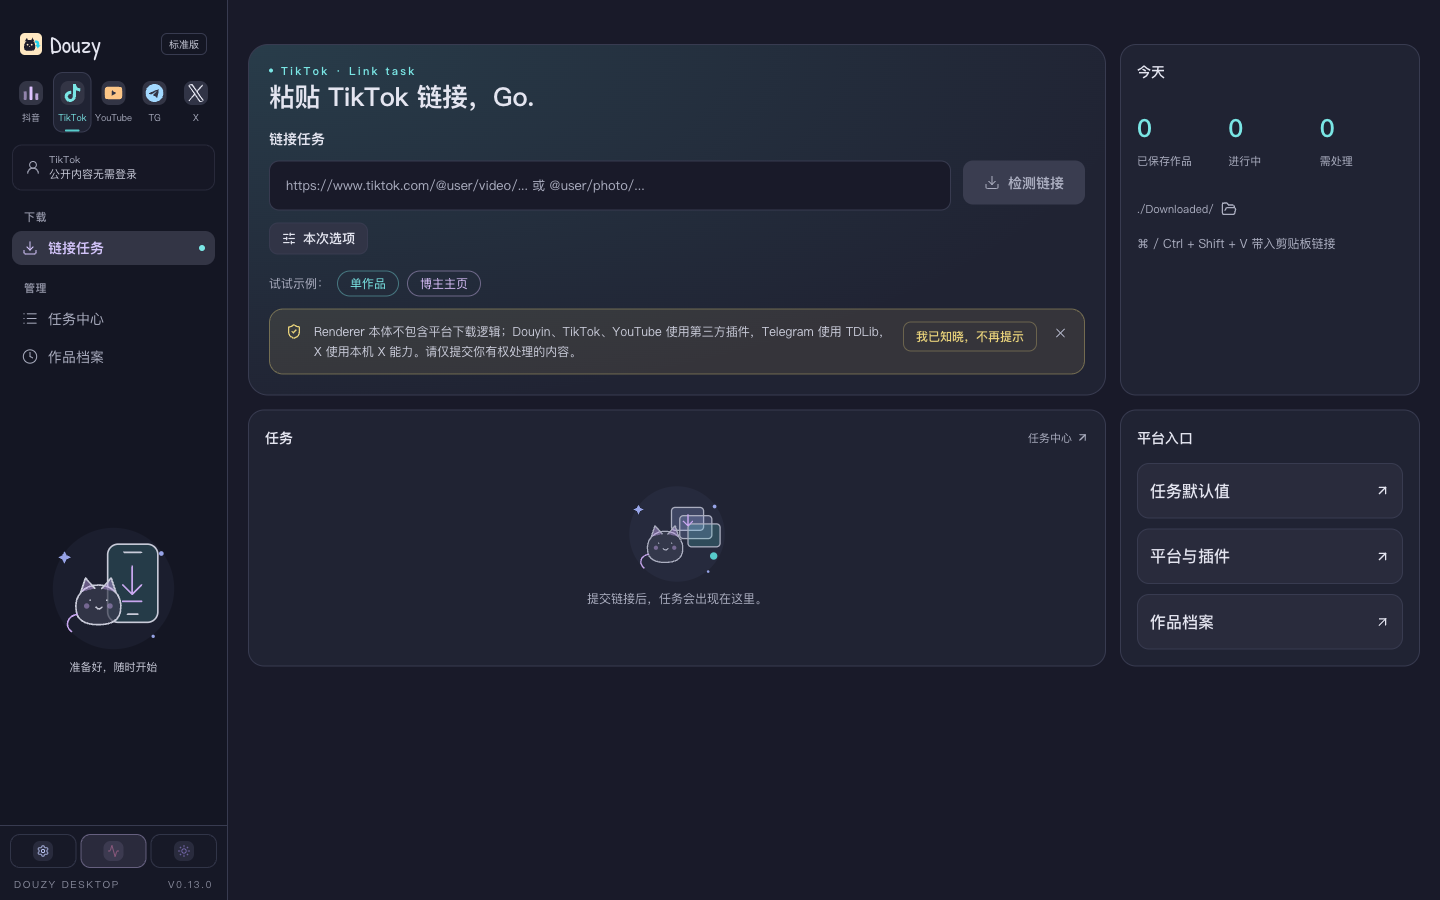 Douzy
标准版
抖音
TikTok
YouTube
TG
X
TikTok
公开内容无需登录
下载
链接任务
管理
任务中心
作品档案
准备好，随时开始
DOUZY DESKTOP
V0.13.0
TikTok · Link task
粘贴 TikTok 链接，Go.
链接任务
https://www.tiktok.com/@user/video/... 或 @user/photo/...
检测链接
本次选项
试试示例：
单作品
博主主页
Renderer 本体不包含平台下载逻辑；Douyin、TikTok、YouTube 使用第三方插件，Telegram 使用 TDLib，
X 使用本机 X 能力。请仅提交你有权处理的内容。
我已知晓，不再提示
今天
0
0
0
已保存作品
进行中
需处理
./Downloaded/
⌘ / Ctrl + Shift + V 带入剪贴板链接
任务
任务中心
提交链接后，任务会出现在这里。
平台入口
任务默认值
平台与插件
作品档案